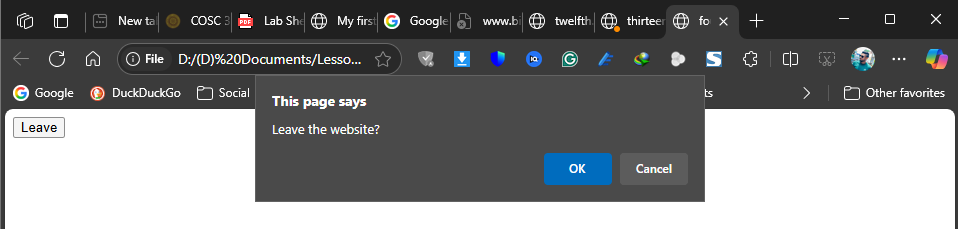 New ta
COSC 3
Lab She
My first
Google
www.bi
twelfth.
thirteen
fo
File
D:/(D)%20Documents/Lesso...
Google
DuckDuckGo
Social
ts
Other favorites
Leave
This page says
Leave the website?
OK
Cancel